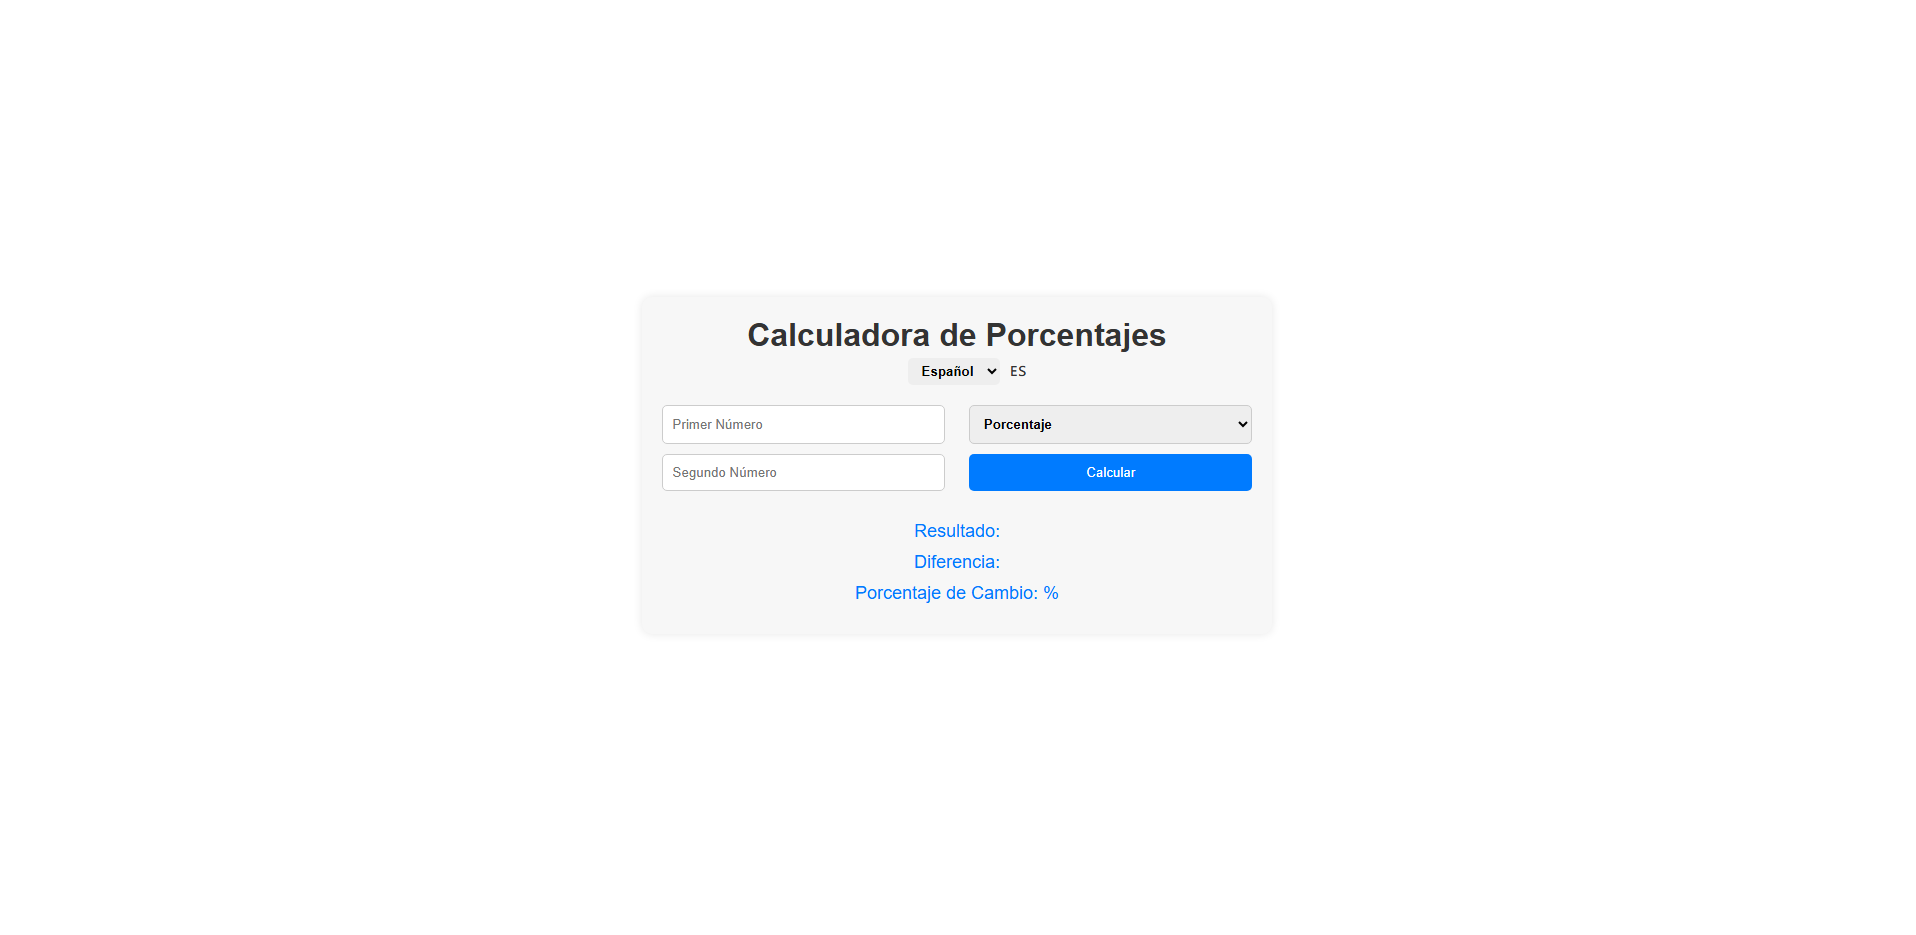 Calculadora de Porcentajes
Español ES
Primer Número
Porcentaje
Segundo Número
Calcular
Resultado:
Diferencia:
Porcentaje de Cambio: %